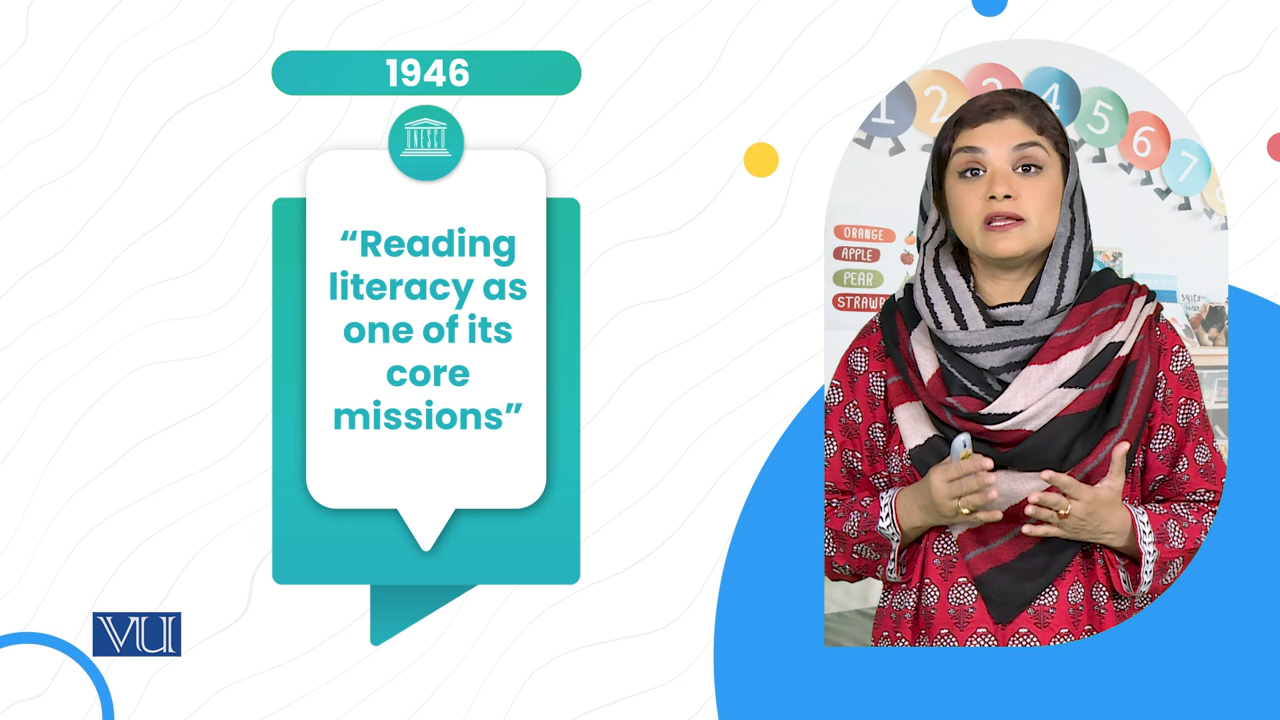 1946
UNESCO
“Reading
literacy as
one of its
core
missions”
VU
1 2 3 4 5 6 7
ORANGE
APPLE
PEAR
STRAWB